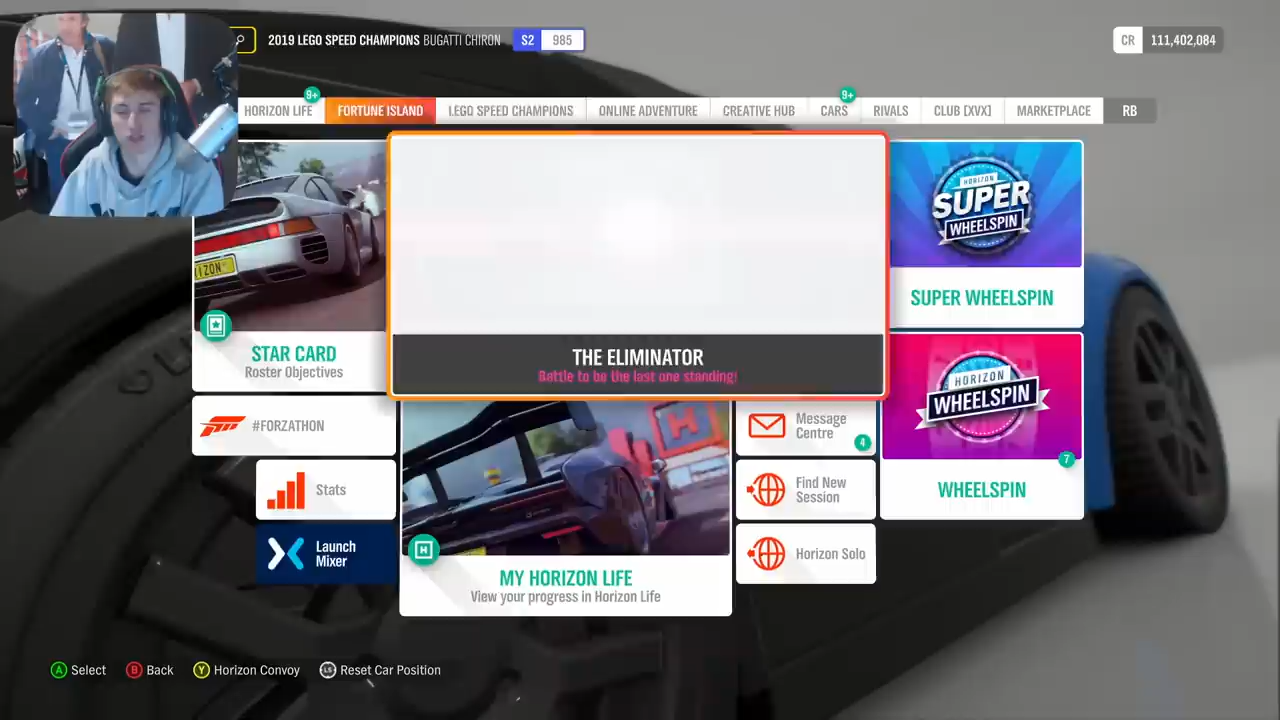 2019 LEGO SPEED CHAMPIONS BUGATTI CHIRON S2 985
CR 111,402,084
HORIZON LIFE 9+ FORTUNE ISLAND LEGO SPEED CHAMPIONS ONLINE ADVENTURE CREATIVE HUB CARS 9+ RIVALS CLUB [XVX] MARKETPLACE RB
STAR CARD
Roster Objectives
THE ELIMINATOR
Battle to be the last one standing!
HORIZON
SUPER
WHEELSPIN
SUPER WHEELSPIN
#FORZATHON
Stats
Launch
Mixer
H
MY HORIZON LIFE
View your progress in Horizon Life
Message
Centre
4
Find New
Session
Horizon Solo
HORIZON
WHEELSPIN
7
WHEELSPIN
A Select B Back Y Horizon Convoy LS Reset Car Position